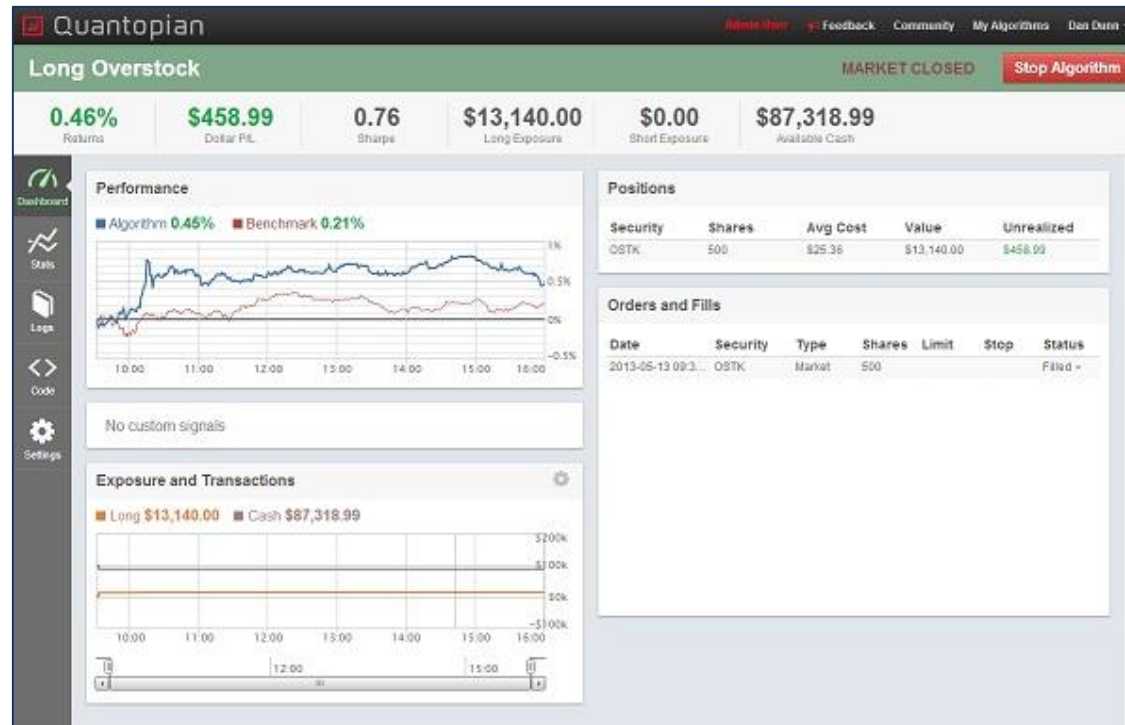 Quantopian
Admin User Feedback Community My Algorithms Dan Dunn
Long Overstock
MARKET CLOSED
Stop Algorithm
0.46% $458.99 0.76 $13,140.00 $0.00 $87,318.99
Returns Dollar P/L Sharpe Long Exposure Short Exposure Available Cash
Dashboard
Stats
Logs
Code
Settings
Performance
Algorithm 0.45% Benchmark 0.21%
1%
0.5%
0%
-0.5%
10:00 11:00 12:00 13:00 14:00 15:00 16:00
No custom signals
Exposure and Transactions
Long $13,140.00 Cash $87,318.99
$200k
$100k
$0k
-$100k
10:00 11:00 12:00 13:00 14:00 15:00 16:00
12:00 15:00
Positions
Security Shares Avg Cost Value Unrealized
OSTK 500 $25.36 $13,140.00 $458.99
Orders and Fills
Date Security Type Shares Limit Stop Status
2013-05-13 09:3... OSTK Market 500 Filled